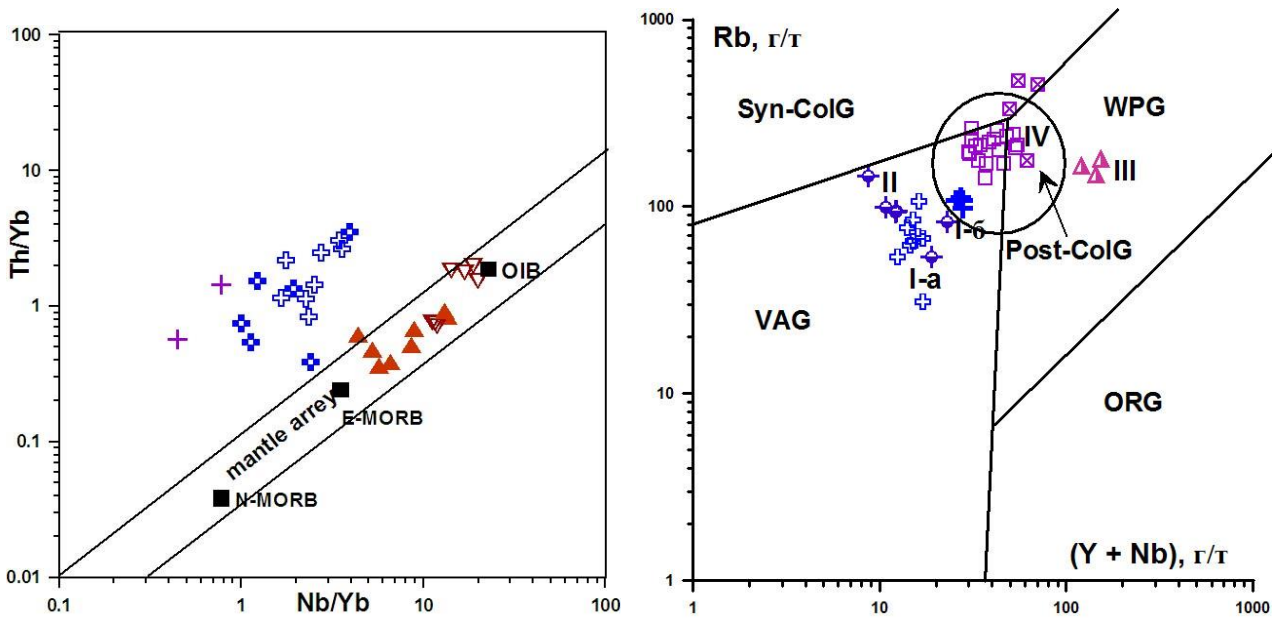 100
10
1
0.1
0.01
Th/Yb
OIB
E-MORB
mantle arrey
N-MORB
0.1
1
10
100
Nb/Yb
1000
100
10
1
Rb, г/т
Syn-ColG
WPG
IV
III
II
I-б
Post-ColG
I-a
VAG
ORG
(Y + Nb), г/т
1
10
100
1000